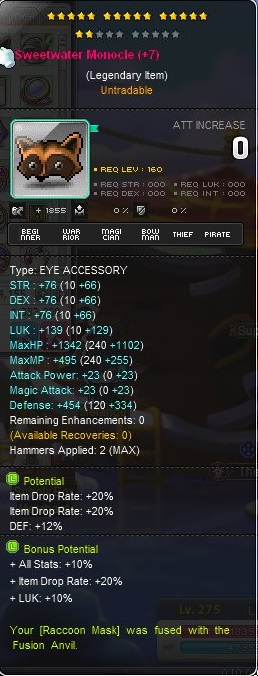 Sweetwater Monocle (+7)
(Legendary Item)
Untradable
ATT INCREASE
0
REQ LEV : 160
REQ STR : 000
REQ LUK : 000
REQ DEX : 000
REQ INT : 000
+ 1855
0 %
0 %
BEGINNER WARRIOR MAGICIAN BOWMAN THIEF PIRATE
Type: EYE ACCESSORY
STR : +76 (10 +66)
DEX : +76 (10 +66)
INT : +76 (10 +66)
LUK : +139 (10 +129)
MaxHP : +1342 (240 +1102)
MaxMP : +495 (240 +255)
Attack Power: +23 (0 +23)
Magic Attack: +23 (0 +23)
Defense: +454 (120 +334)
Remaining Enhancements: 0
(Available Recoveries: 0)
Hammers Applied: 2 (MAX)
Potential
Item Drop Rate: +20%
Item Drop Rate: +20%
DEF: +12%
Bonus Potential
+ All Stats: +10%
+ Item Drop Rate: +20%
+ LUK: +10%
Your [Raccoon Mask] was fused with the
Fusion Anvil.
Lv. 275